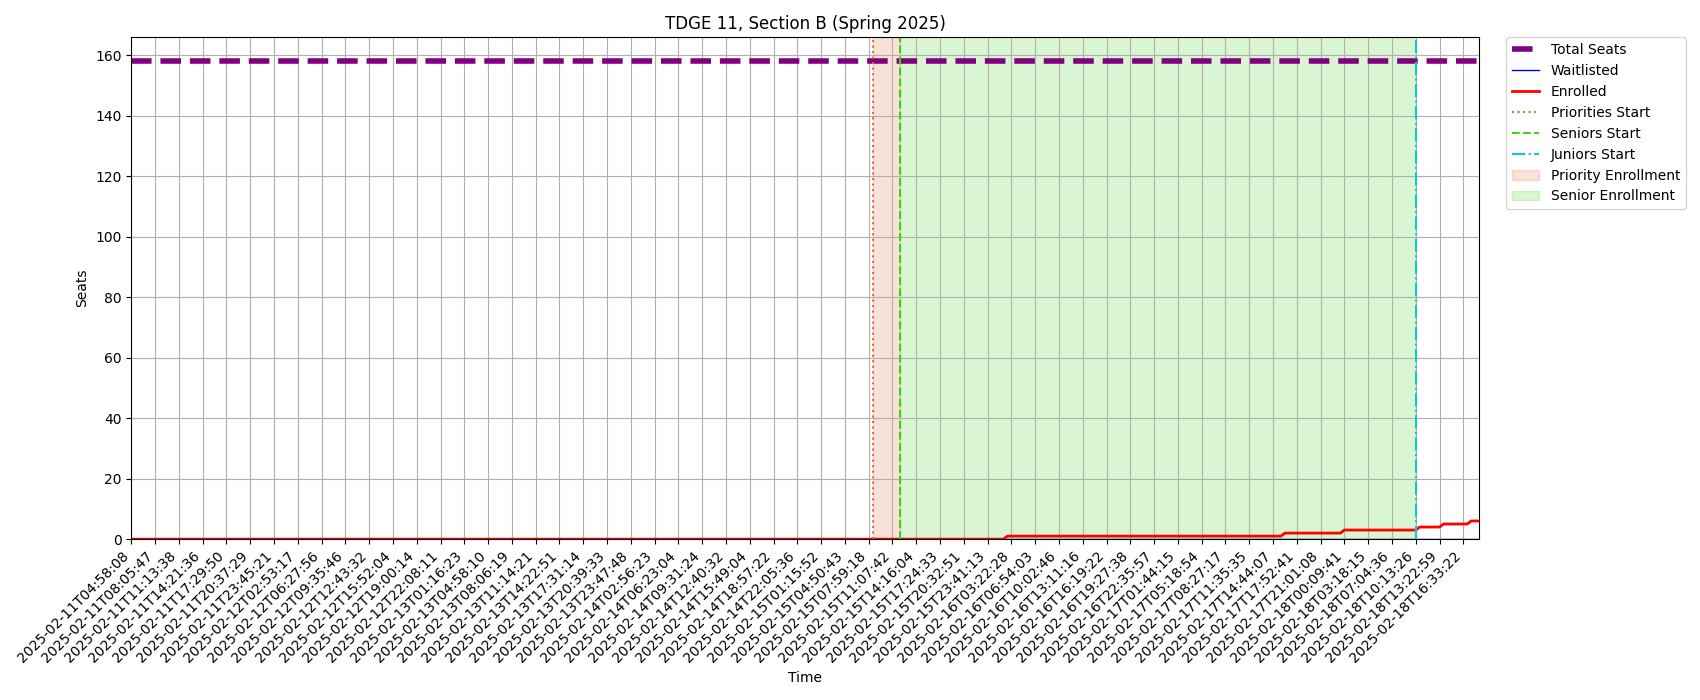 TDGE 11, Section B (Spring 2025)
Seats
160
140
120
100
80
60
40
20
0
2025-02-11T04:58:08
2025-02-11T08:05:47
2025-02-11T11:13:38
2025-02-11T14:21:36
2025-02-11T17:29:50
2025-02-11T20:37:29
2025-02-11T23:45:21
2025-02-12T02:53:17
2025-02-12T06:27:56
2025-02-12T09:35:46
2025-02-12T12:43:32
2025-02-12T15:52:04
2025-02-12T19:00:14
2025-02-12T22:08:11
2025-02-13T01:16:23
2025-02-13T04:58:10
2025-02-13T08:06:19
2025-02-13T11:14:21
2025-02-13T14:22:51
2025-02-13T17:31:14
2025-02-13T20:39:33
2025-02-13T23:47:48
2025-02-14T02:56:23
2025-02-14T06:23:04
2025-02-14T09:31:24
2025-02-14T12:40:32
2025-02-14T15:49:04
2025-02-14T18:57:22
2025-02-14T22:05:36
2025-02-15T01:15:52
2025-02-15T04:50:43
2025-02-15T07:59:18
2025-02-15T11:07:42
2025-02-15T14:16:04
2025-02-15T17:24:33
2025-02-15T20:32:51
2025-02-15T23:41:13
2025-02-16T03:22:28
2025-02-16T06:54:03
2025-02-16T10:02:46
2025-02-16T13:11:16
2025-02-16T16:19:22
2025-02-16T19:27:38
2025-02-16T22:35:57
2025-02-17T01:44:15
2025-02-17T05:18:54
2025-02-17T08:27:17
2025-02-17T11:35:35
2025-02-17T14:44:07
2025-02-17T17:52:41
2025-02-17T21:01:08
2025-02-18T00:09:41
2025-02-18T03:18:15
2025-02-18T07:04:36
2025-02-18T10:13:26
2025-02-18T13:22:59
2025-02-18T16:33:22
Time
Total Seats
Waitlisted
Enrolled
Priorities Start
Seniors Start
Juniors Start
Priority Enrollment
Senior Enrollment